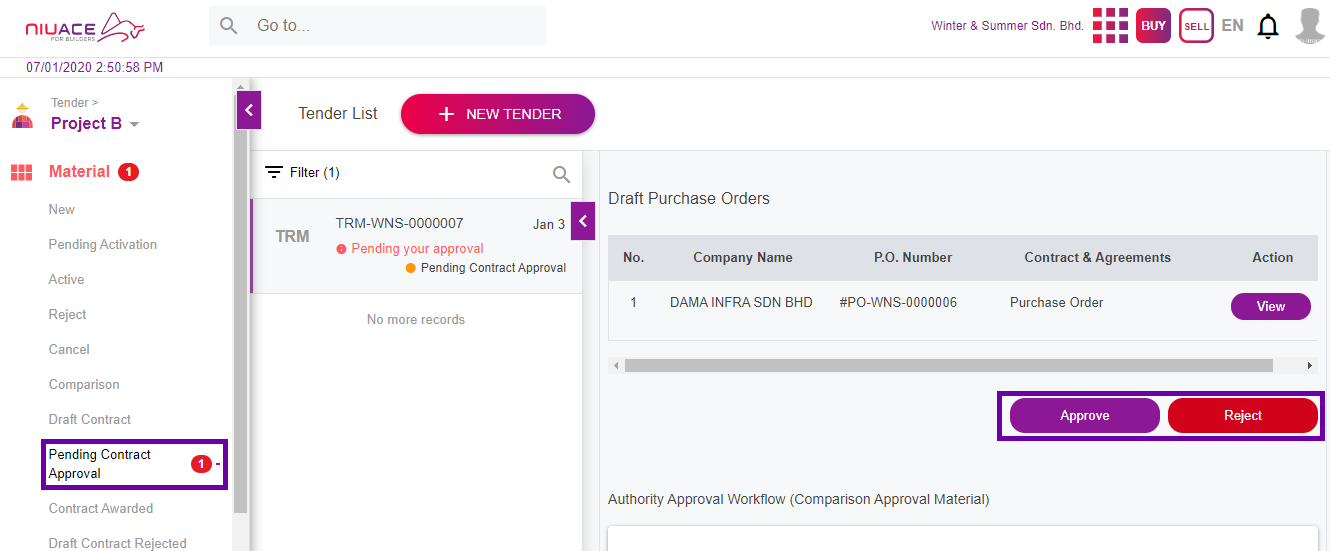 NIUACE
FOR BUILDERS
Go to...
Winter & Summer Sdn. Bhd.
BUY
SELL
EN
07/01/2020 2:50:58 PM
Tender >
Project B
Material 1
New
Pending Activation
Active
Reject
Cancel
Comparison
Draft Contract
Pending Contract
Approval
1
Contract Awarded
Draft Contract Rejected
Tender List
+ NEW TENDER
Filter (1)
TRM
TRM-WNS-0000007
Jan 3
Pending your approval
Pending Contract Approval
No more records
Draft Purchase Orders
No. Company Name P.O. Number Contract & Agreements Action
1 DAMA INFRA SDN BHD #PO-WNS-0000006 Purchase Order View
Approve Reject
Authority Approval Workflow (Comparison Approval Material)